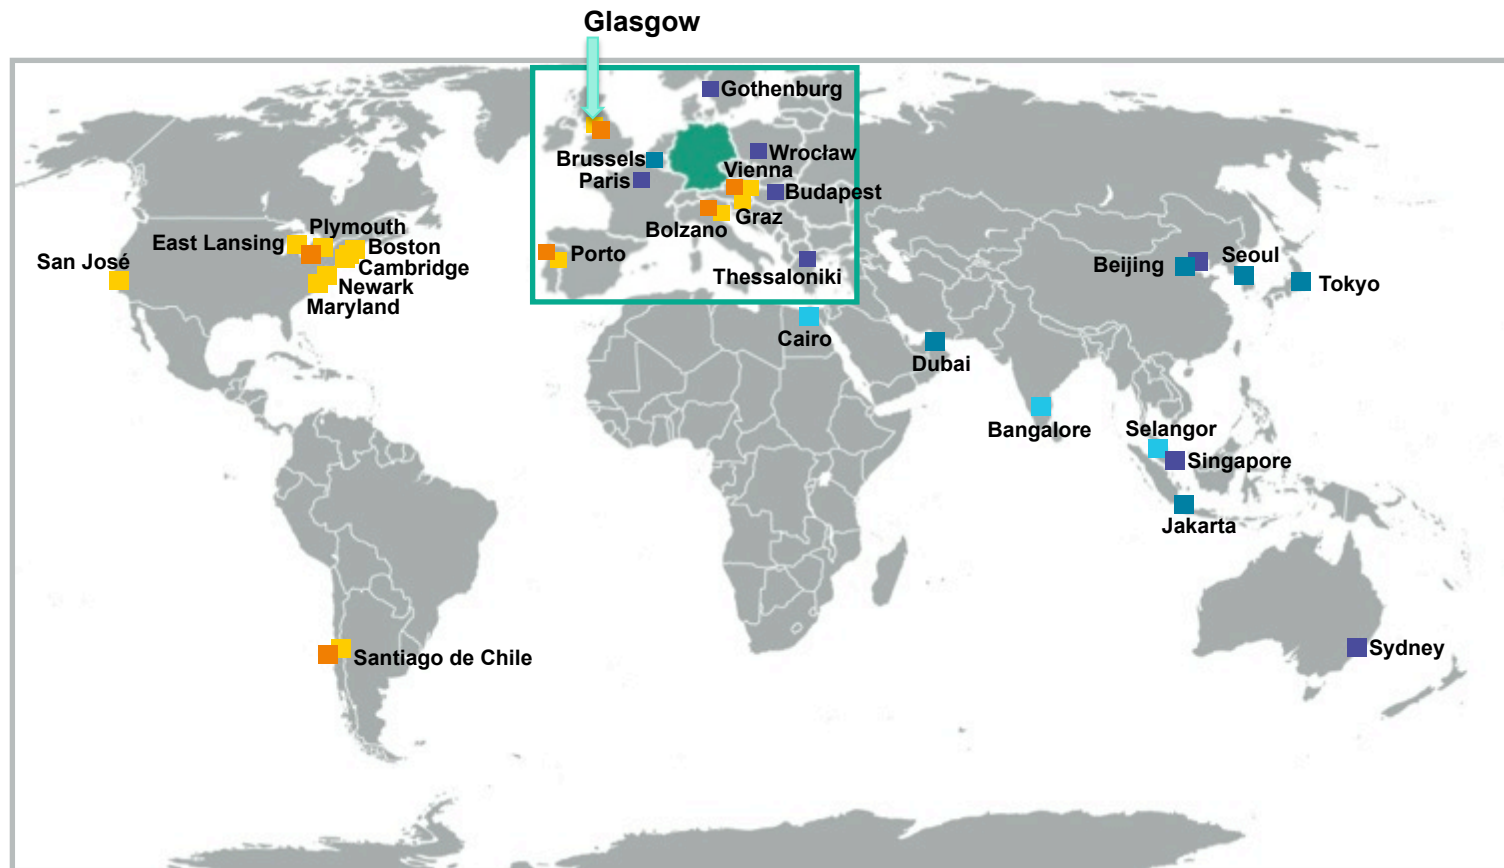 Glasgow
Gothenburg
Brussels
Wrocław
Paris
Vienna
Budapest
Plymouth
East Lansing
Boston
Bolzano
Graz
San José
Cambridge
Porto
Newark
Thessaloniki
Beijing
Seoul
Maryland
Tokyo
Cairo
Dubai
Bangalore
Selangor
Singapore
Jakarta
Santiago de Chile
Sydney